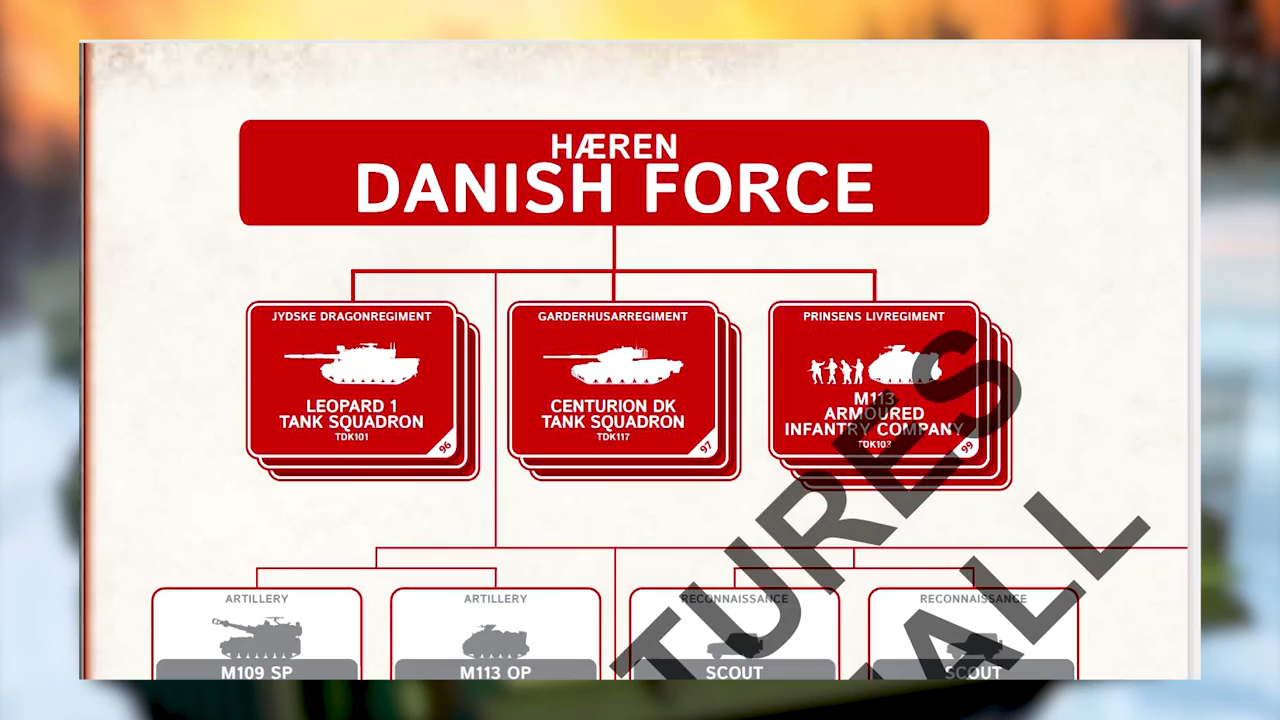 HÆREN
DANISH FORCE
JYDSKE DRAGONREGIMENT
LEOPARD 1
TANK SQUADRON
TDK101
96
GARDERHUSARREGIMENT
CENTURION DK
TANK SQUADRON
TDK117
97
PRINSENS LIVREGIMENT
M113
ARMOURED
INFANTRY COMPANY
TDK103
99
ARTILLERY
M109 SP
ARTILLERY
M113 OP
RECONNAISSANCE
SCOUT
RECONNAISSANCE
SCOUT
TURES
ALL